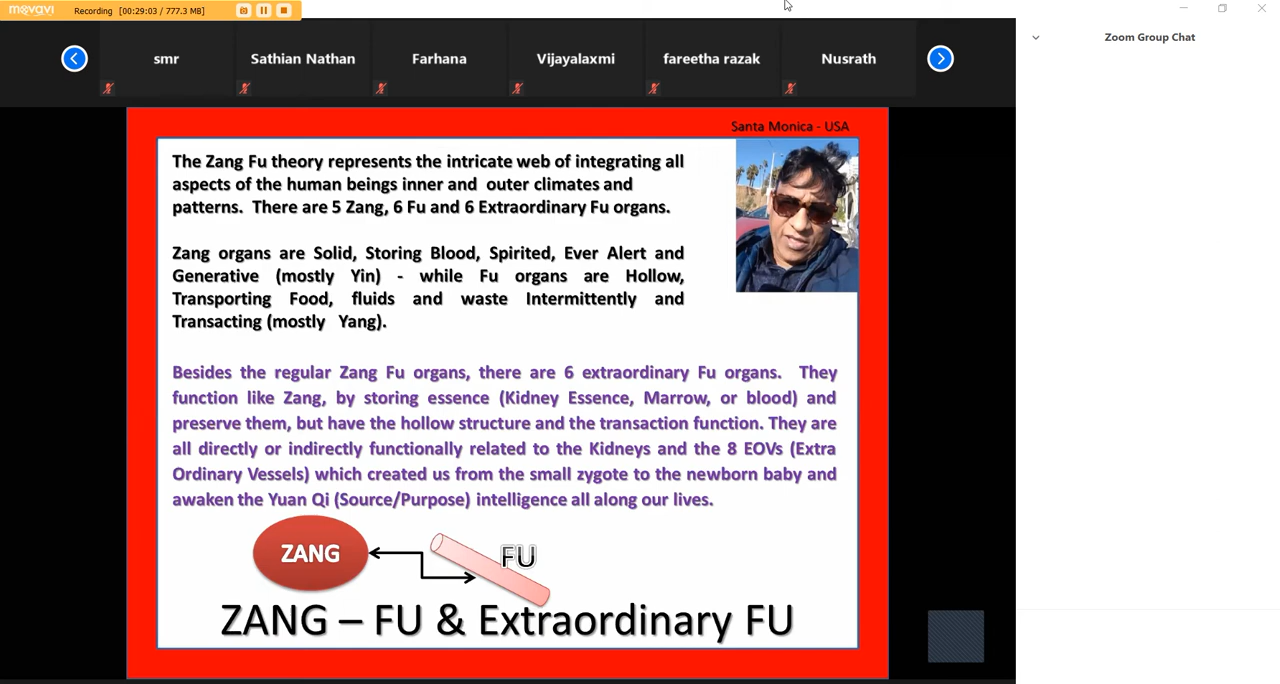 movavi Recording [00:29:03 / 777.3 MB]
Zoom Group Chat
smr Sathian Nathan Farhana Vijayalaxmi fareetha razak Nusrath
Santa Monica - USA
The Zang Fu theory represents the intricate web of integrating all
aspects of the human beings inner and outer climates and
patterns. There are 5 Zang, 6 Fu and 6 Extraordinary Fu organs.
Zang organs are Solid, Storing Blood, Spirited, Ever Alert and
Generative (mostly Yin) - while Fu organs are Hollow,
Transporting Food, fluids and waste Intermittently and
Transacting (mostly Yang).
Besides the regular Zang Fu organs, there are 6 extraordinary Fu organs. They
function like Zang, by storing essence (Kidney Essence, Marrow, or blood) and
preserve them, but have the hollow structure and the transaction function. They are
all directly or indirectly functionally related to the Kidneys and the 8 EOVs (Extra
Ordinary Vessels) which created us from the small zygote to the newborn baby and
awaken the Yuan Qi (Source/Purpose) intelligence all along our lives.
ZANG
FU
ZANG – FU & Extraordinary FU